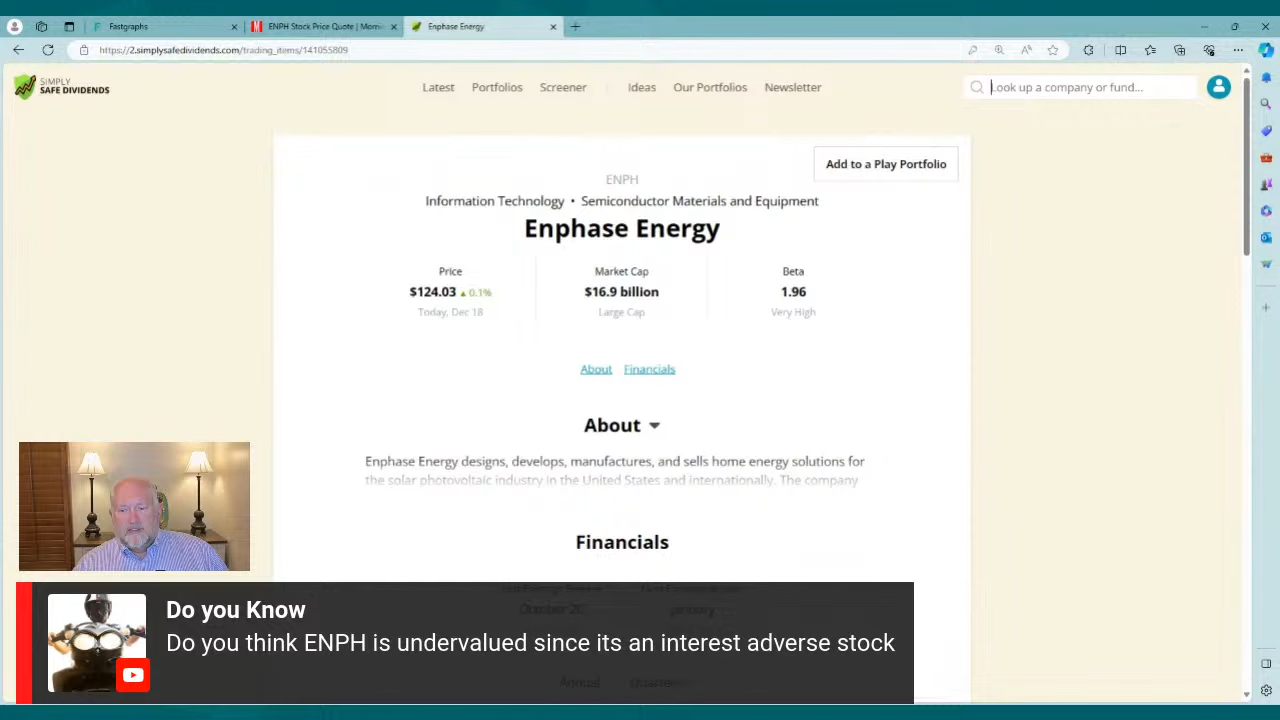 Fastgraphs
ENPH Stock Price Quote | Morni
Enphase Energy
https://2.simplysafedividends.com/trading_items/141055809
SIMPLY
SAFE DIVIDENDS
Latest Portfolios Screener Ideas Our Portfolios Newsletter
Look up a company or fund...
Add to a Play Portfolio
ENPH
Information Technology • Semiconductor Materials and Equipment
Enphase Energy
Price Market Cap Beta
$124.03 ▲ 0.1% $16.9 billion 1.96
Today, Dec 18 Large Cap Very High
About Financials
About
Enphase Energy designs, develops, manufactures, and sells home energy solutions for
the solar photovoltaic industry in the United States and internationally. The company
Financials
Annual
Do you Know
Do you think ENPH is undervalued since its an interest adverse stock